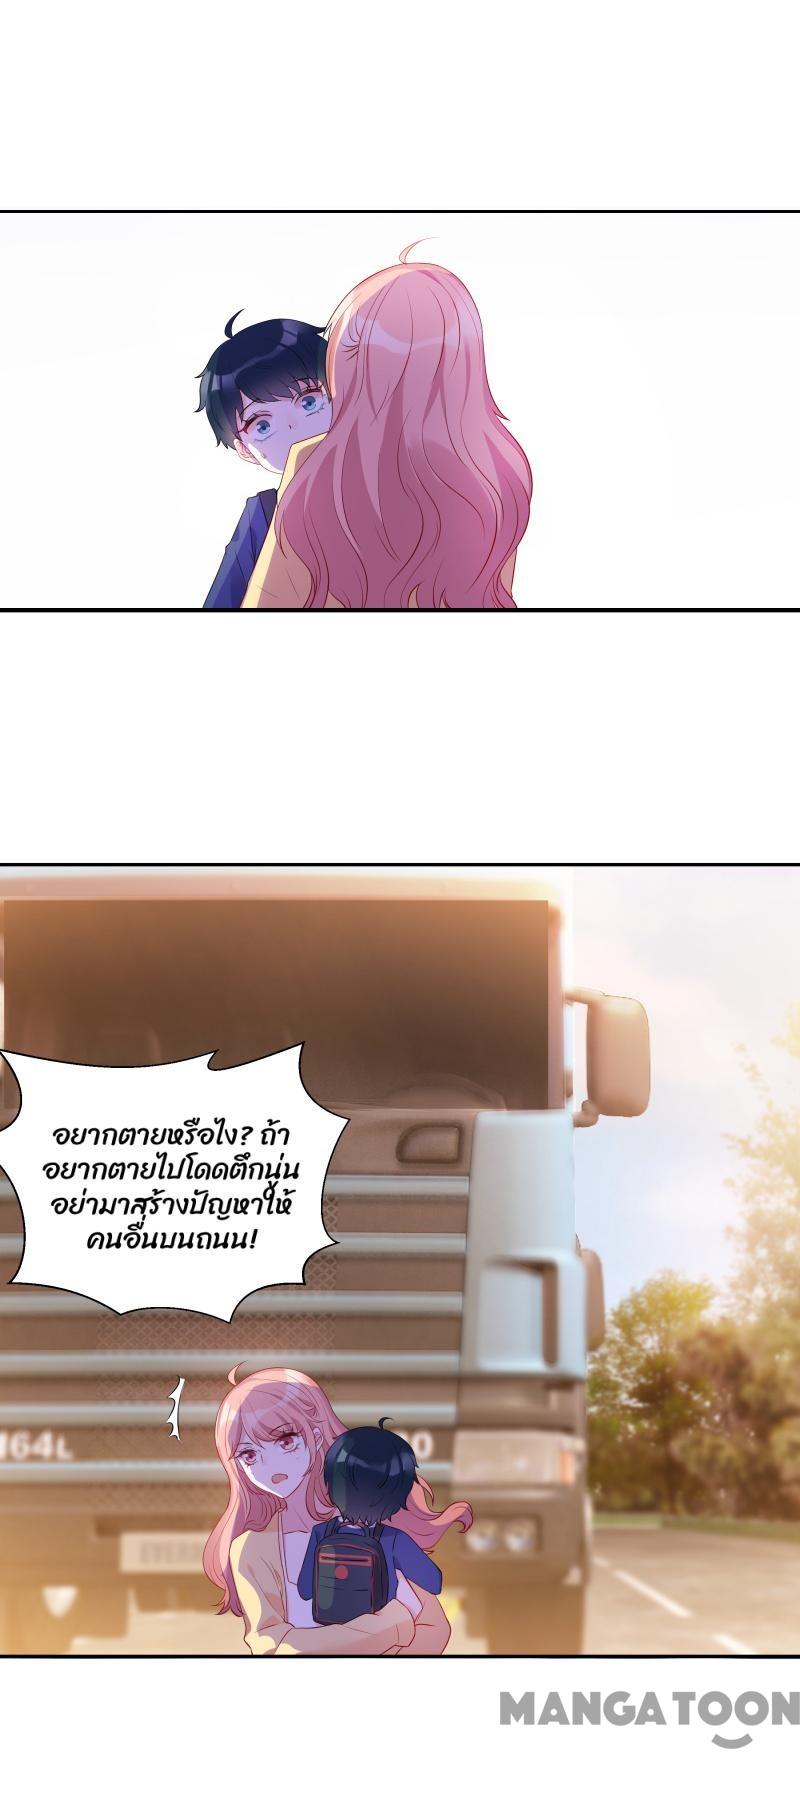 อยากตายหรือไง? ถ้า
อยากตายไปโดดตึกนู่น
อย่ามาสร้างปัญหาให้
คนอื่นบนถนน!
164L
30
EVER
MANGATOON